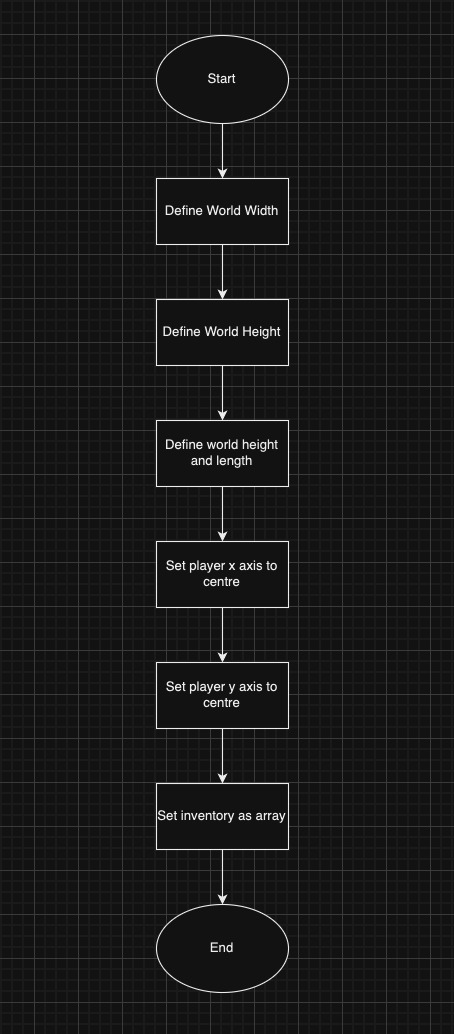 Start
Define World Width
Define World Height
Define world height
and length
Set player x axis to
centre
Set player y axis to
centre
Set inventory as array
End